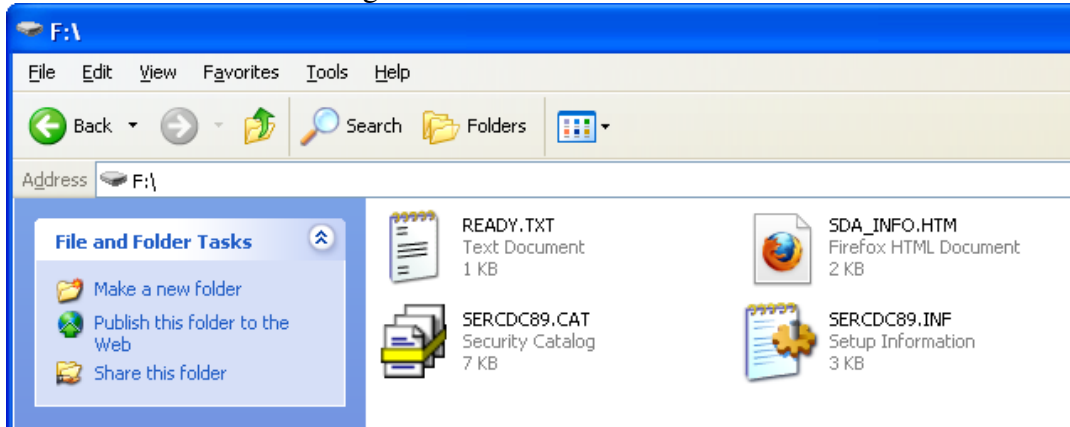 F:\
File Edit View Favorites Tools Help
Back Search Folders
Address F:\
File and Folder Tasks
Make a new folder
Publish this folder to the
Web
Share this folder
READY.TXT
Text Document
1 KB
SDA_INFO.HTM
Firefox HTML Document
2 KB
SERCDC89.CAT
Security Catalog
7 KB
SERCDC89.INF
Setup Information
3 KB